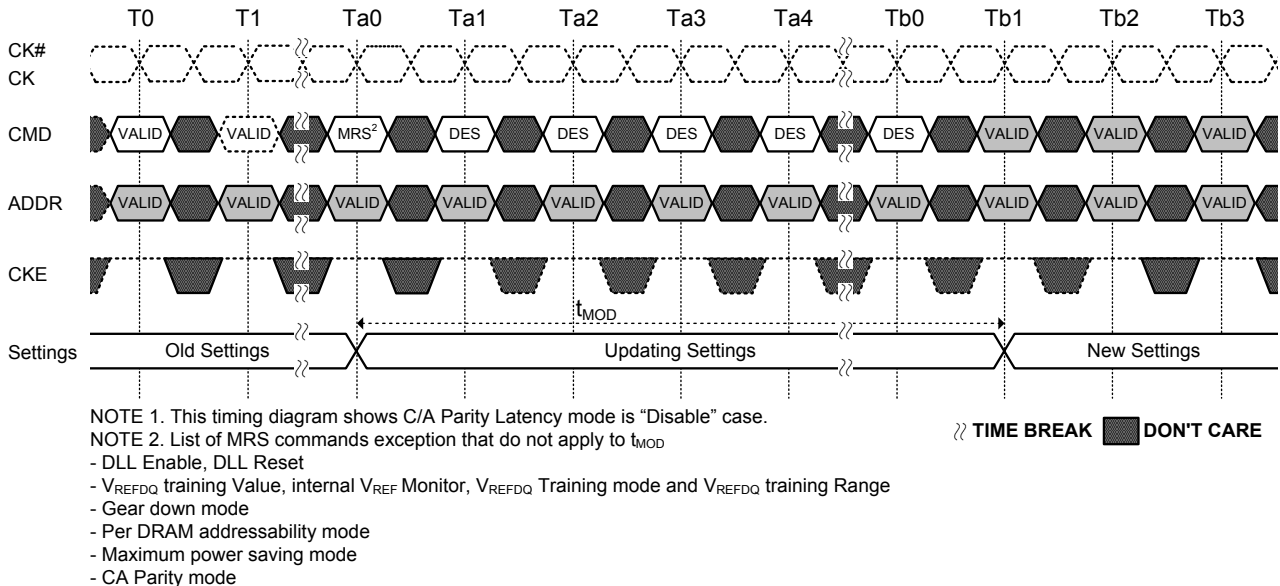 T0 T1 Ta0 Ta1 Ta2 Ta3 Ta4 Tb0 Tb1 Tb2 Tb3
CK#
CK
CMD VALID VALID MRS² DES DES DES DES DES VALID VALID VALID
ADDR VALID VALID VALID VALID VALID VALID VALID VALID VALID VALID VALID
CKE
tMOD
Settings Old Settings Updating Settings New Settings
NOTE 1. This timing diagram shows C/A Parity Latency mode is “Disable” case.
NOTE 2. List of MRS commands exception that do not apply to tMOD
- DLL Enable, DLL Reset
- VREFDQ training Value, internal VREF Monitor, VREFDQ Training mode and VREFDQ training Range
- Gear down mode
- Per DRAM addressability mode
- Maximum power saving mode
- CA Parity mode
TIME BREAK DON'T CARE